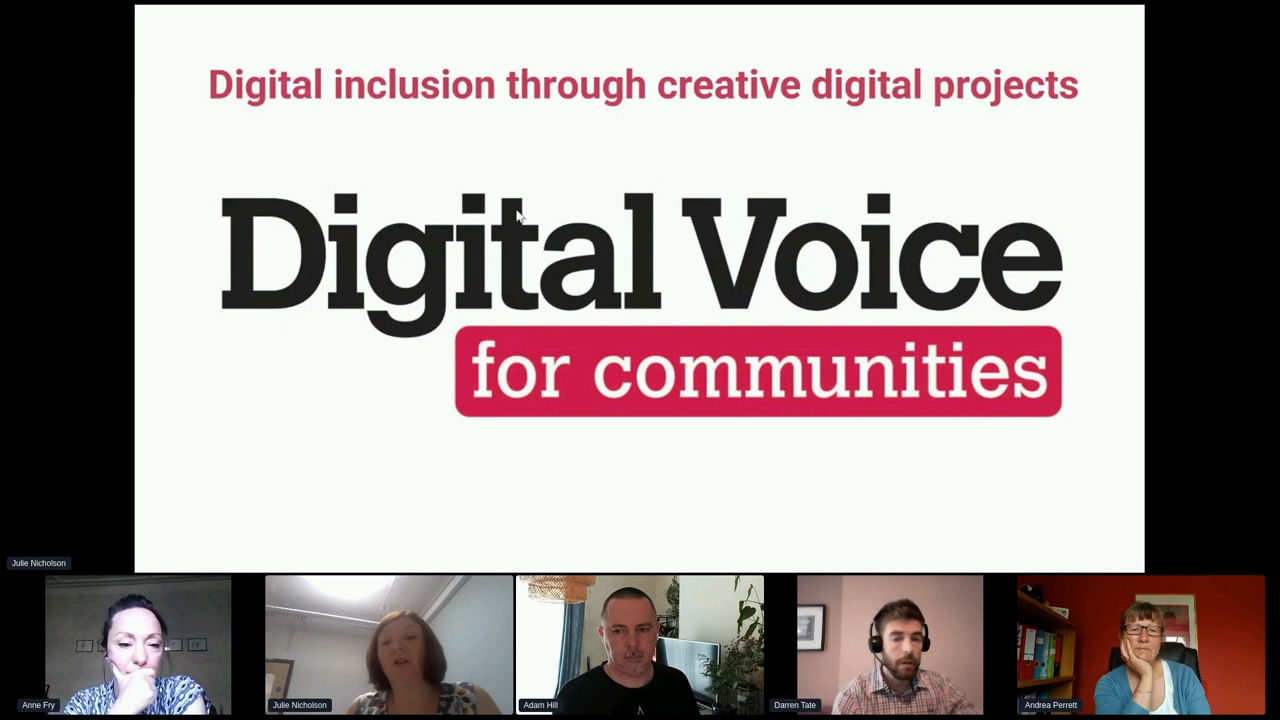 Digital inclusion through creative digital projects
Digital Voice
for communities
Julie Nicholson
Anne Fry
Julie Nicholson
Adam Hill
Darren Tate
Andrea Perrett